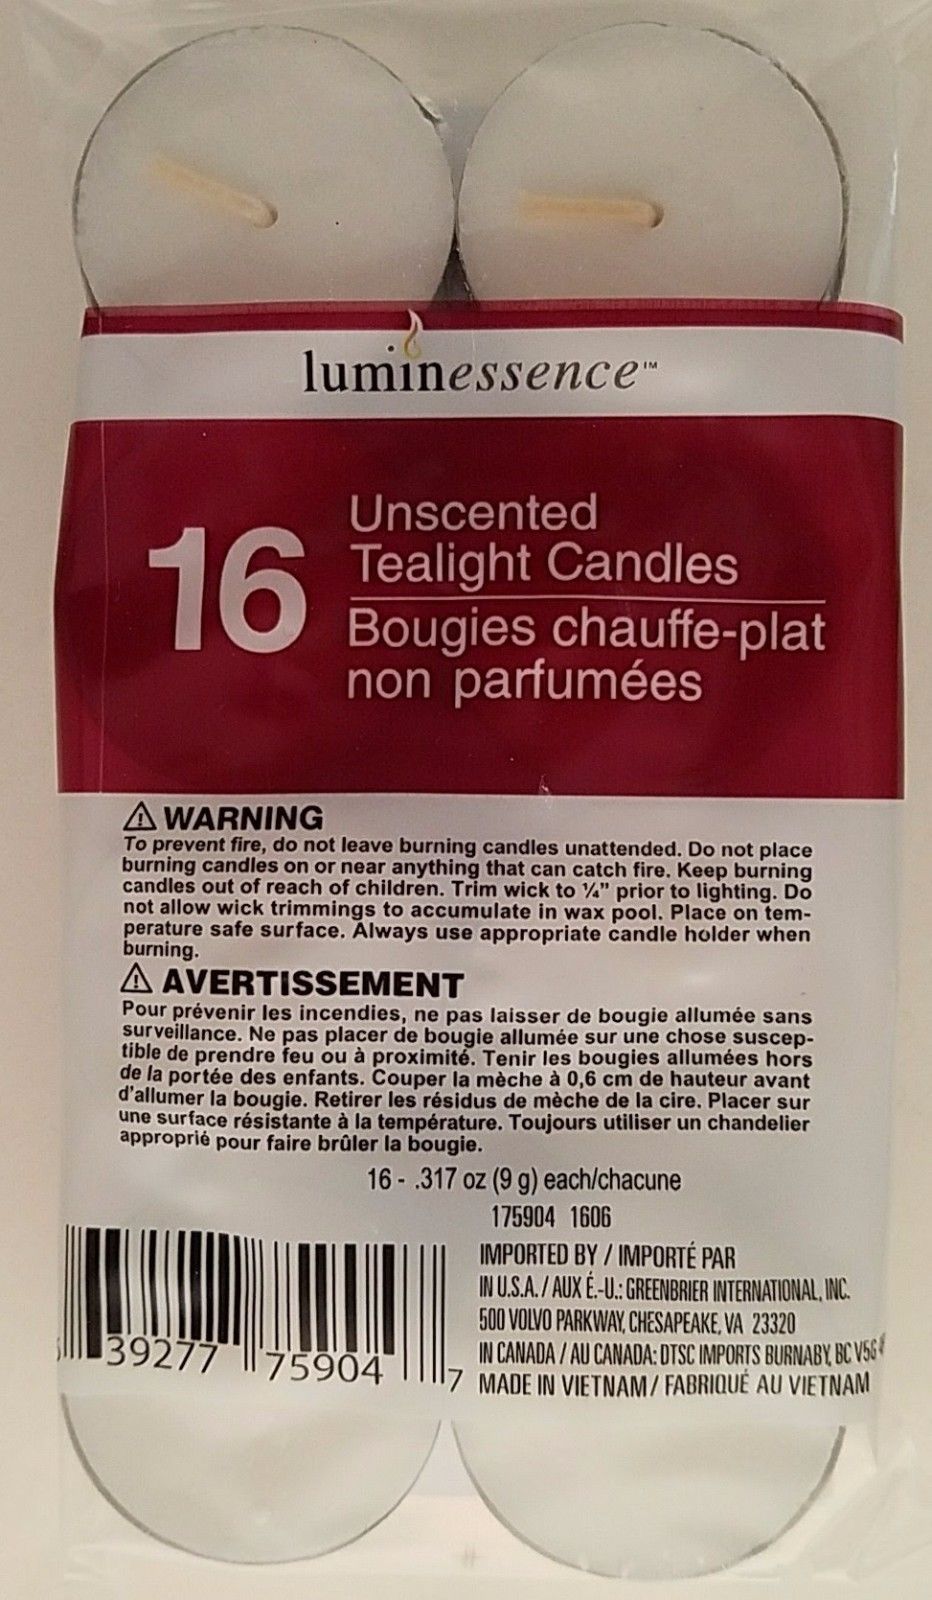 luminessence™
16
Unscented
Tealight Candles
Bougies chauffe-plat
non parfumées
⚠ WARNING
To prevent fire, do not leave burning candles unattended. Do not place
burning candles on or near anything that can catch fire. Keep burning
candles out of reach of children. Trim wick to ¼" prior to lighting. Do
not allow wick trimmings to accumulate in wax pool. Place on tem-
perature safe surface. Always use appropriate candle holder when
burning.
⚠ AVERTISSEMENT
Pour prévenir les incendies, ne pas laisser de bougie allumée sans
surveillance. Ne pas placer de bougie allumée sur une chose suscep-
tible de prendre feu ou à proximité. Tenir les bougies allumées hors
de la portée des enfants. Couper la mèche à 0,6 cm de hauteur avant
d'allumer la bougie. Retirer les résidus de mèche de la cire. Placer sur
une surface résistante à la température. Toujours utiliser un chandelier
approprié pour faire brûler la bougie.
16 - .317 oz (9 g) each/chacune
175904 1606
IMPORTED BY / IMPORTÉ PAR
IN U.S.A. / AUX É.-U.: GREENBRIER INTERNATIONAL, INC.
500 VOLVO PARKWAY, CHESAPEAKE, VA 23320
IN CANADA / AU CANADA: DTSC IMPORTS BURNABY, BC
MADE IN VIETNAM / FABRIQUÉ AU VIETNAM
39277 75904 7